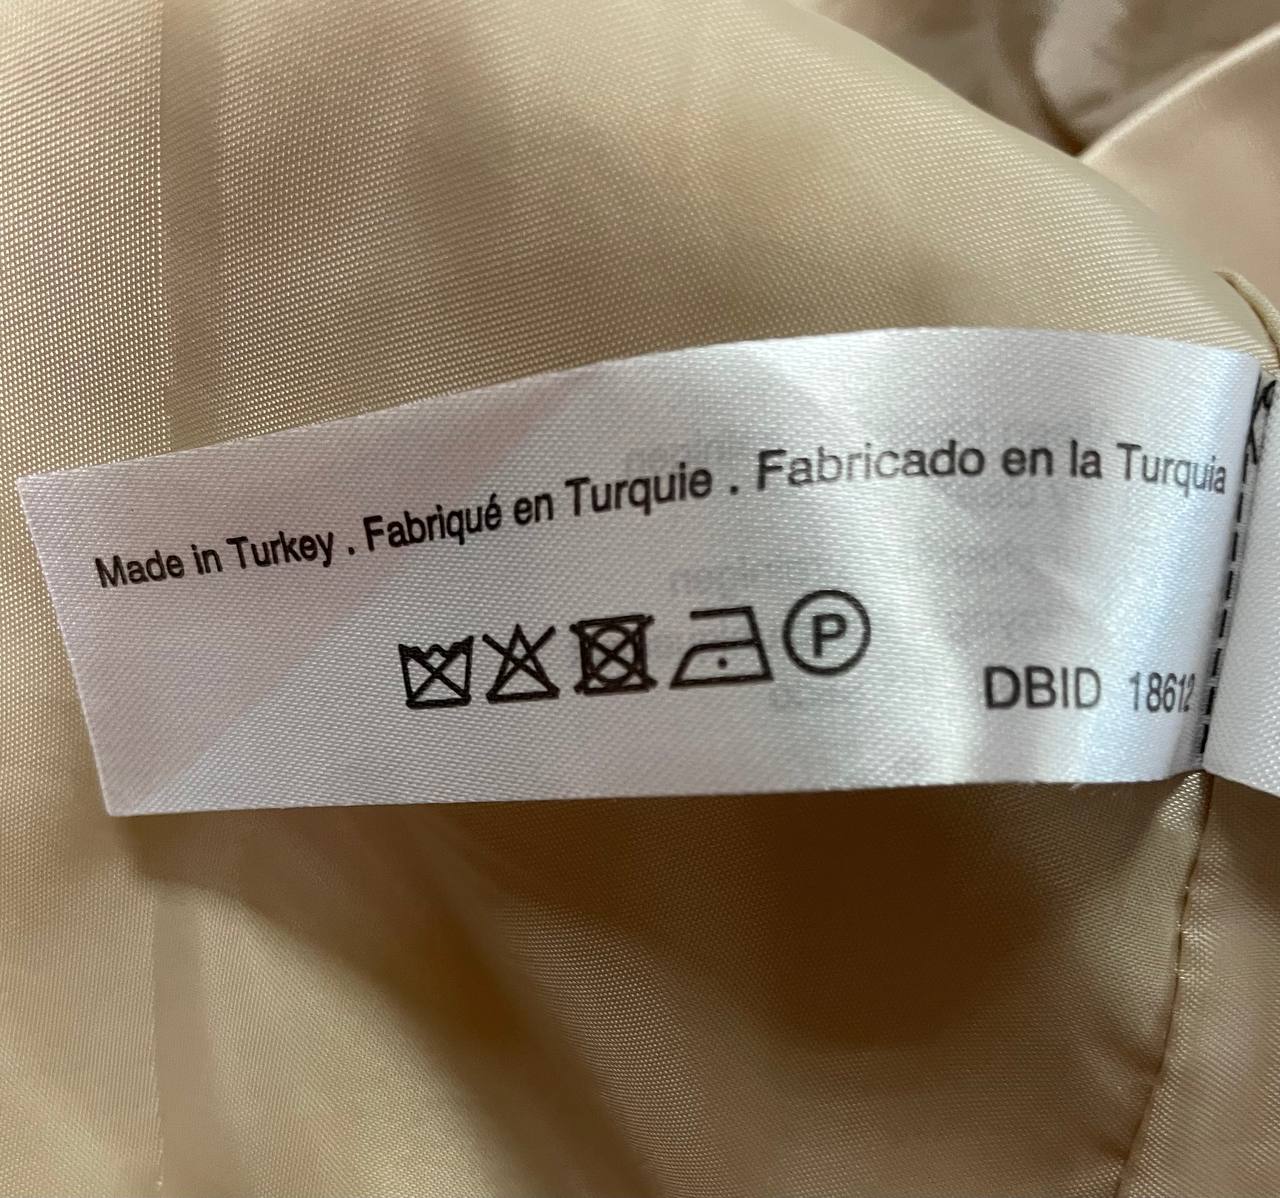 Made in Turkey . Fabriqué en Turquie . Fabricado en la Turquia
P
DBID 18612